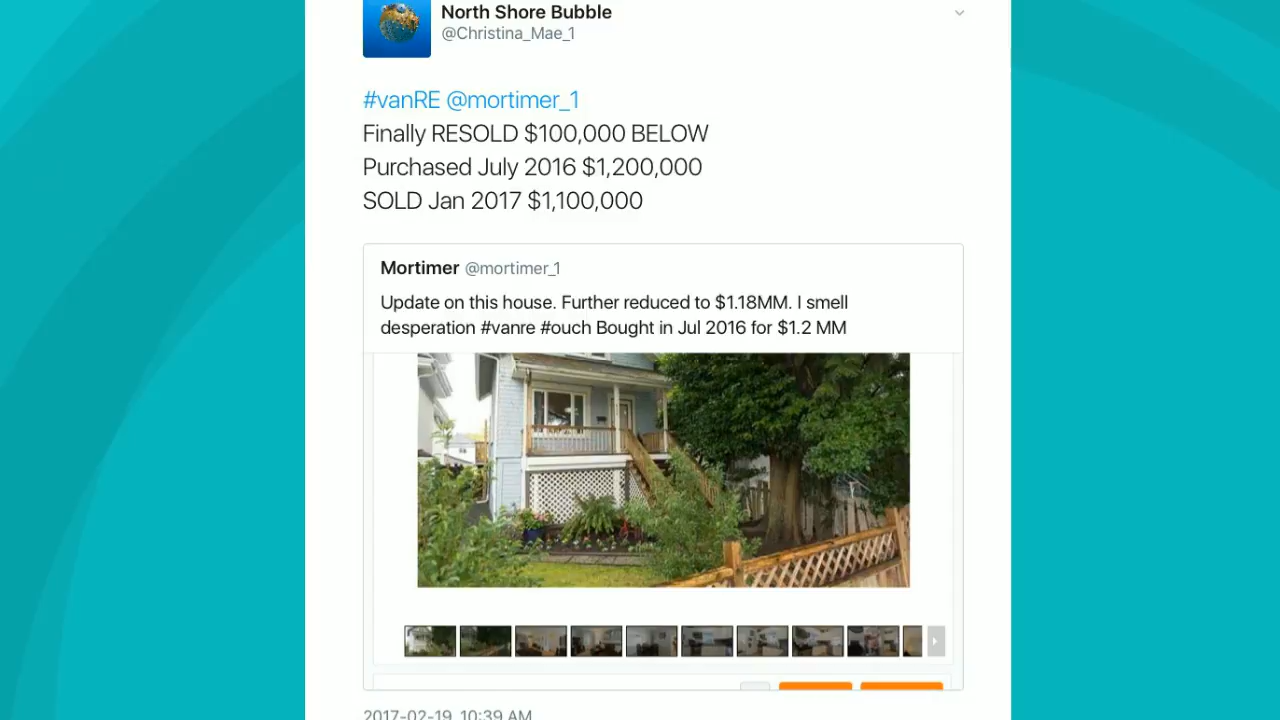 North Shore Bubble
@Christina_Mae_1
#vanRE @mortimer_1
Finally RESOLD $100,000 BELOW
Purchased July 2016 $1,200,000
SOLD Jan 2017 $1,100,000
Mortimer @mortimer_1
Update on this house. Further reduced to $1.18MM. I smell
desperation #vanre #ouch Bought in Jul 2016 for $1.2 MM
2017-02-19, 10:39 AM